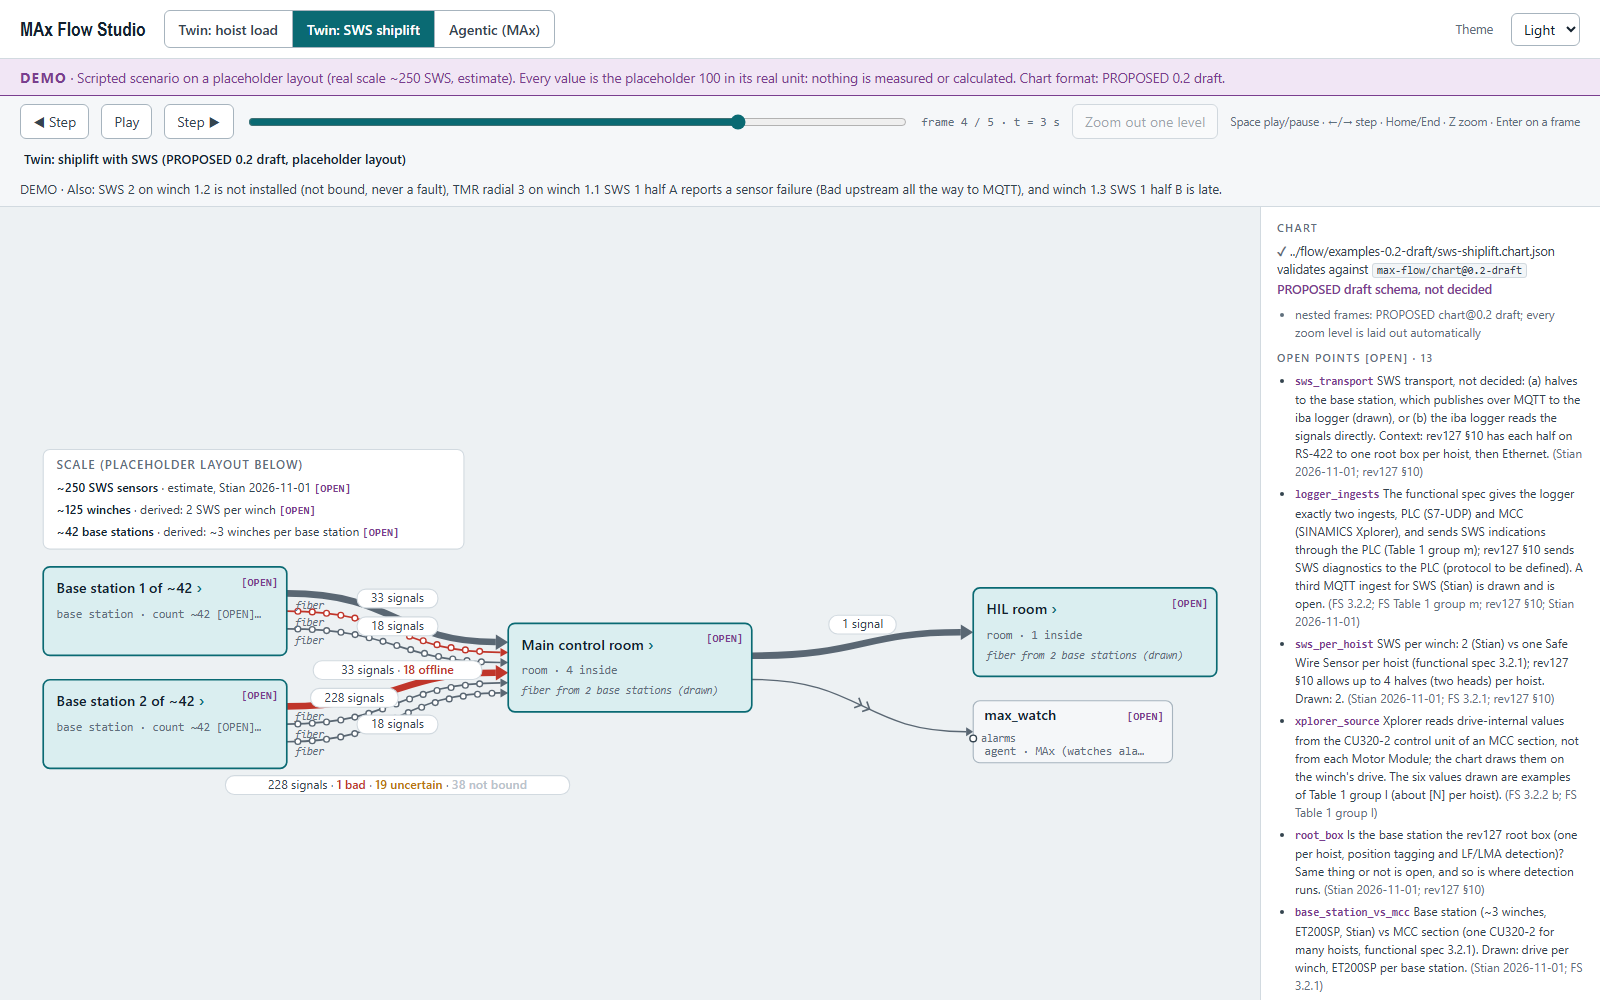 MAx Flow Studio
Twin: hoist load
Twin: SWS shiplift
Agentic (MAx)
Theme
Light
DEMO · Scripted scenario on a placeholder layout (real scale ~250 SWS, estimate). Every value is the placeholder 100 in its real unit: nothing is measured or calculated. Chart format: PROPOSED 0.2 draft.
◀ Step
Play
Step ▶
frame 4 / 5 · t = 3 s
Zoom out one level
Space play/pause · ←/→ step · Home/End · Z zoom · Enter on a frame
Twin: shiplift with SWS (PROPOSED 0.2 draft, placeholder layout)
DEMO · Also: SWS 2 on winch 1.2 is not installed (not bound, never a fault), TMR radial 3 on winch 1.1 SWS 1 half A reports a sensor failure (Bad upstream all the way to MQTT), and winch 1.3 SWS 1 half B is late.
SCALE (PLACEHOLDER LAYOUT BELOW)
~250 SWS sensors · estimate, Stian 2026-11-01 [OPEN]
~125 winches · derived: 2 SWS per winch [OPEN]
~42 base stations · derived: ~3 winches per base station [OPEN]
Base station 1 of ~42 ›
[OPEN]
base station · count ~42 [OPEN]…
fiber
fiber
fiber
33 signals
18 signals
33 signals · 18 offline
228 signals
18 signals
Base station 2 of ~42 ›
[OPEN]
base station · count ~42 [OPEN]…
fiber
fiber
fiber
228 signals · 1 bad · 19 uncertain · 38 not bound
Main control room ›
[OPEN]
room · 4 inside
fiber from 2 base stations (drawn)
1 signal
HIL room ›
[OPEN]
room · 1 inside
fiber from 2 base stations (drawn)
max_watch
[OPEN]
alarms
agent · MAx (watches ala…
CHART
✓ ../flow/examples-0.2-draft/sws-shiplift.chart.json
validates against max-flow/chart@0.2-draft
PROPOSED draft schema, not decided
• nested frames: PROPOSED chart@0.2 draft; every
zoom level is laid out automatically
OPEN POINTS [OPEN] · 13
• sws_transport SWS transport, not decided: (a) halves
to the base station, which publishes over MQTT to the
iba logger (drawn), or (b) the iba logger reads the
signals directly. Context: rev127 §10 has each half on
RS-422 to one root box per hoist, then Ethernet. (Stian
2026-11-01; rev127 §10)
• logger_ingests The functional spec gives the logger
exactly two ingests, PLC (S7-UDP) and MCC
(SINAMICS Xplorer), and sends SWS indications
through the PLC (Table 1 group m); rev127 §10 sends
SWS diagnostics to the PLC (protocol to be defined). A
third MQTT ingest for SWS (Stian) is drawn and is
open. (FS 3.2.2; FS Table 1 group m; rev127 §10; Stian
2026-11-01)
• sws_per_hoist SWS per winch: 2 (Stian) vs one Safe
Wire Sensor per hoist (functional spec 3.2.1); rev127
§10 allows up to 4 halves (two heads) per hoist.
Drawn: 2. (Stian 2026-11-01; FS 3.2.1; rev127 §10)
• xplorer_source Xplorer reads drive-internal values
from the CU320-2 control unit of an MCC section, not
from each Motor Module; the chart draws them on
the winch's drive. The six values drawn are examples
of Table 1 group l (about [N] per hoist). (FS 3.2.2 b; FS
Table 1 group l)
• root_box Is the base station the rev127 root box (one
per hoist, position tagging and LF/LMA detection)?
Same thing or not is open, and so is where detection
runs. (Stian 2026-11-01; rev127 §10)
• base_station_vs_mcc Base station (~3 winches,
ET200SP, Stian) vs MCC section (one CU320-2 for
many hoists, functional spec 3.2.1). Drawn: drive per
winch, ET200SP per base station. (Stian 2026-11-01; FS
3.2.1)